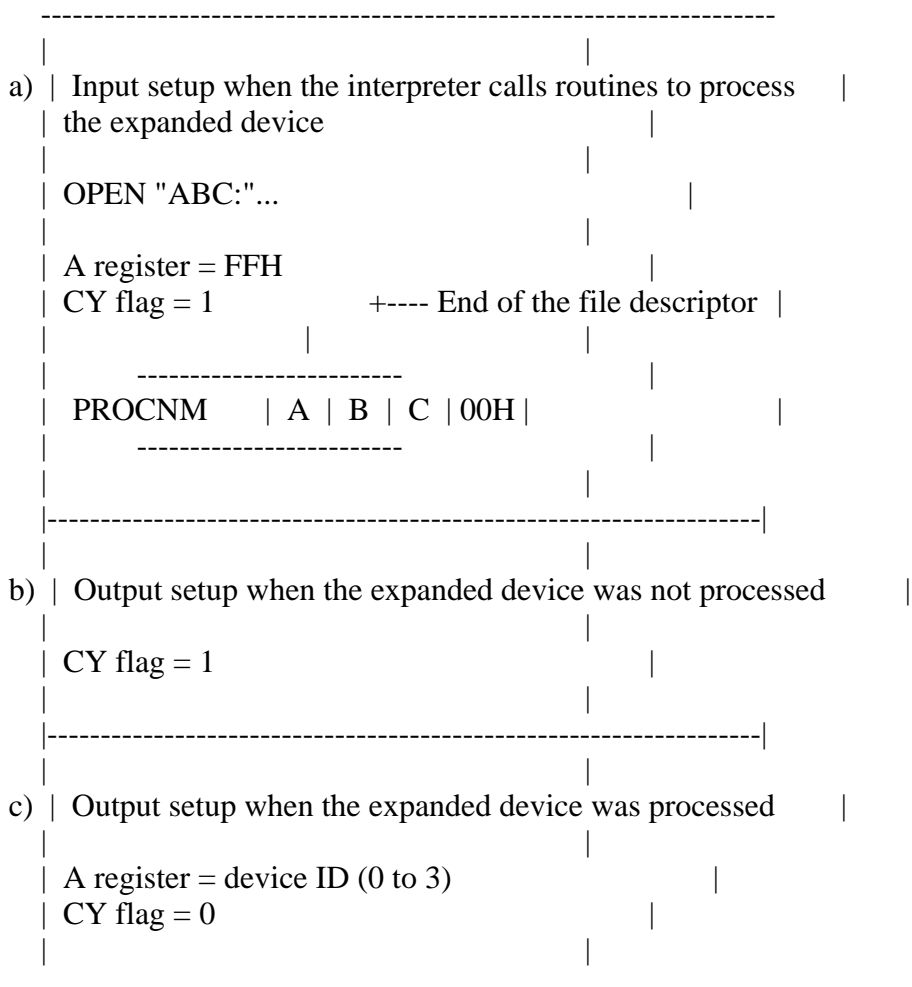 ----------------------------------------------------------------------
| |
a) | Input setup when the interpreter calls routines to process |
| the expanded device |
| |
| OPEN "ABC:"... |
| |
| A register = FFH |
| CY flag = 1 +---- End of the file descriptor |
| | |
| ------------------------- |
| PROCNM | A | B | C |00H | |
| ------------------------- |
| |
|--------------------------------------------------------------------|
| |
b) | Output setup when the expanded device was not processed |
| |
| CY flag = 1 |
| |
|--------------------------------------------------------------------|
| |
c) | Output setup when the expanded device was processed |
| |
| A register = device ID (0 to 3) |
| CY flag = 0 |
| |